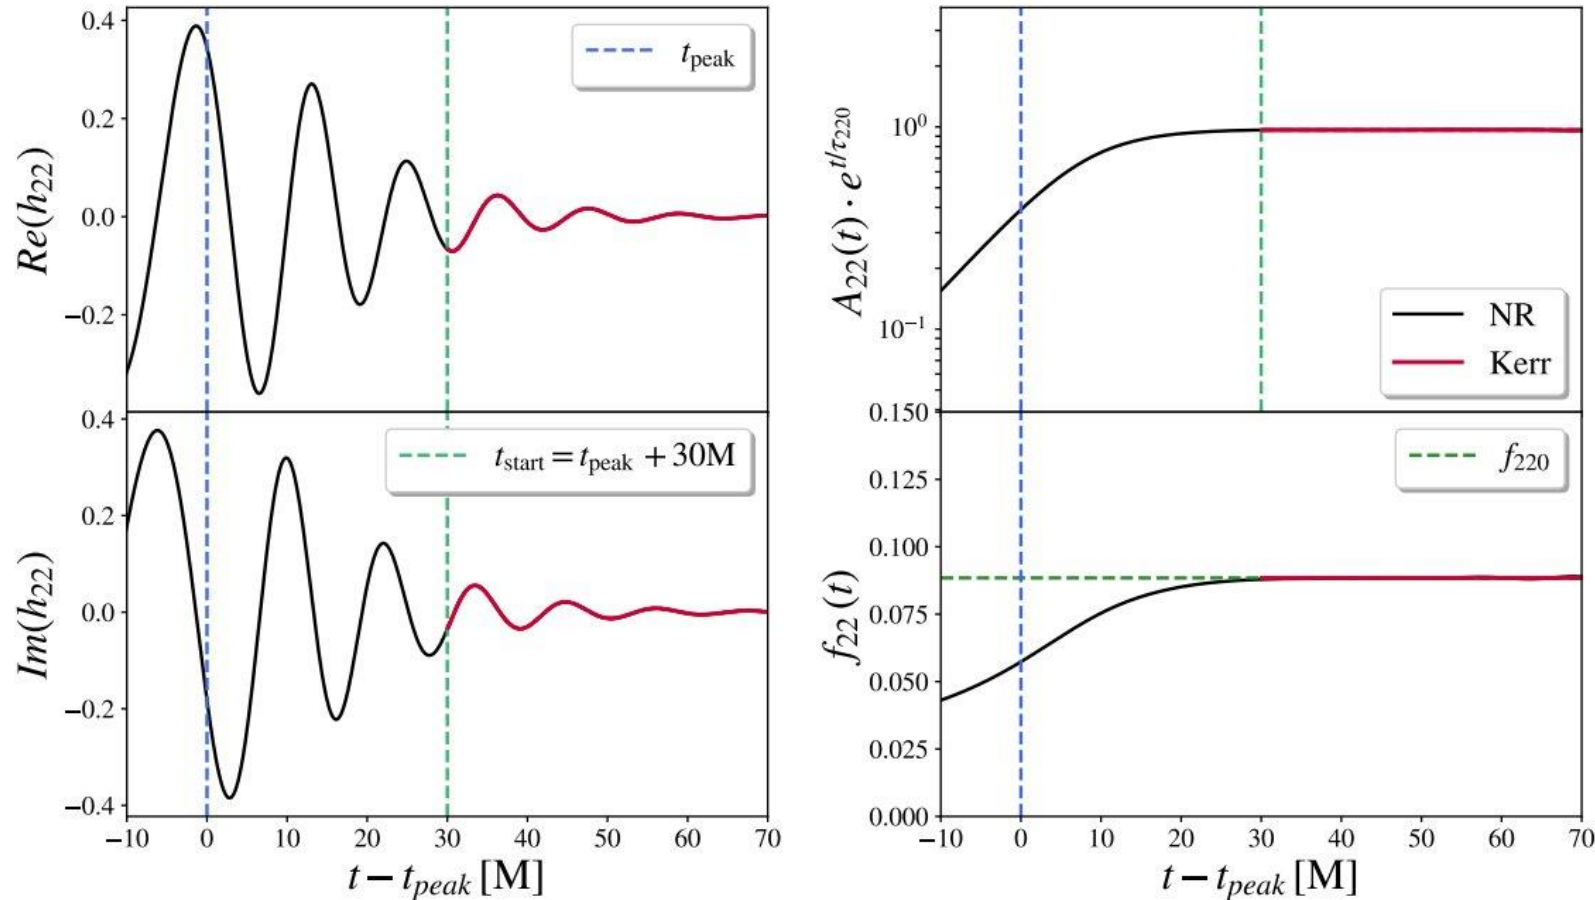 0.4
0.2
0.0
−0.2
Re(h₂₂)
t_peak
0.4
0.2
0.0
−0.2
−0.4
Im(h₂₂)
t_start = t_peak + 30M
−10 0 10 20 30 40 50 60 70
t − t_peak [M]
10⁰
10⁻¹
A₂₂(t) · e^{t/τ₂₂₀}
NR
Kerr
0.150
0.125
0.100
0.075
0.050
0.025
0.000
f₂₂(t)
f₂₂₀
−10 0 10 20 30 40 50 60 70
t − t_peak [M]